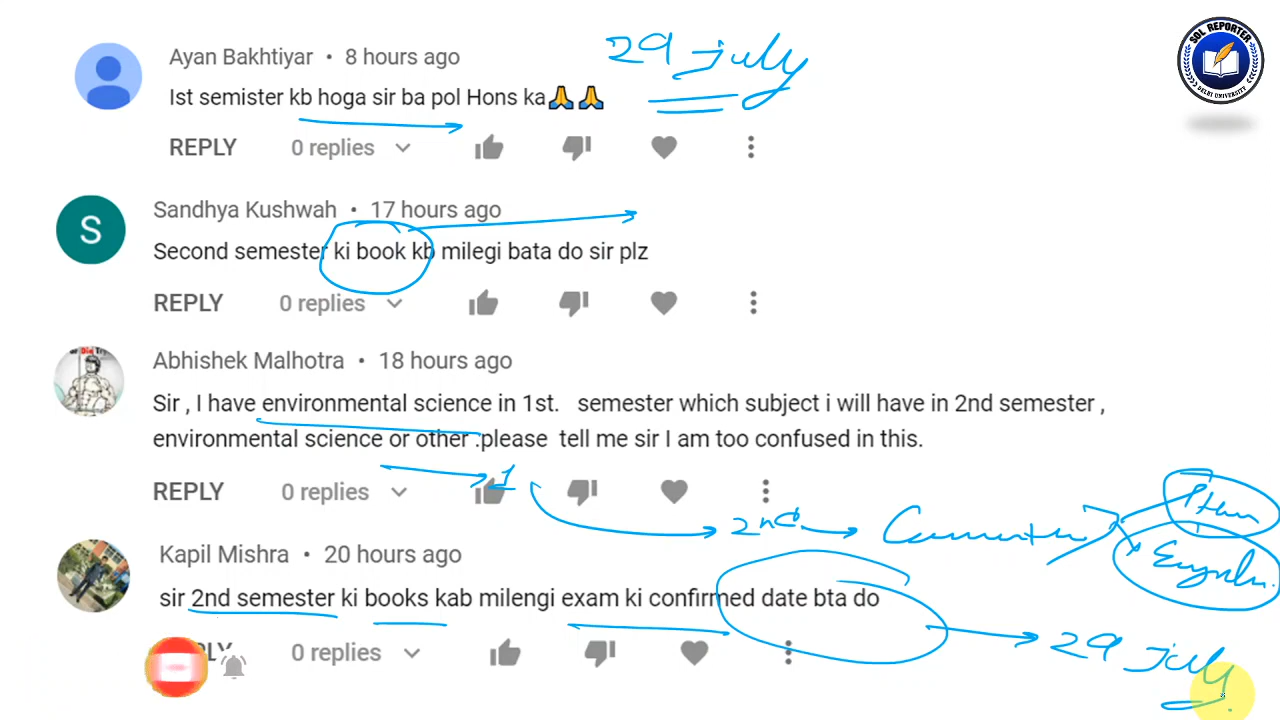 Ayan Bakhtiyar • 8 hours ago
29 july
SOL REPORTER
DELHI UNIVERSITY
Ist semister kb hoga sir ba pol Hons ka🙏🙏
REPLY 0 replies
Sandhya Kushwah • 17 hours ago
S
Second semester ki book kb milegi bata do sir plz
REPLY 0 replies
Abhishek Malhotra • 18 hours ago
Sir , I have environmental science in 1st. semester which subject i will have in 2nd semester ,
environmental science or other .please tell me sir I am too confused in this.
REPLY 0 replies
1
2nd
Kapil Mishra • 20 hours ago
sir 2nd semester ki books kab milengi exam ki confirmed date bta do
0 replies
29 july